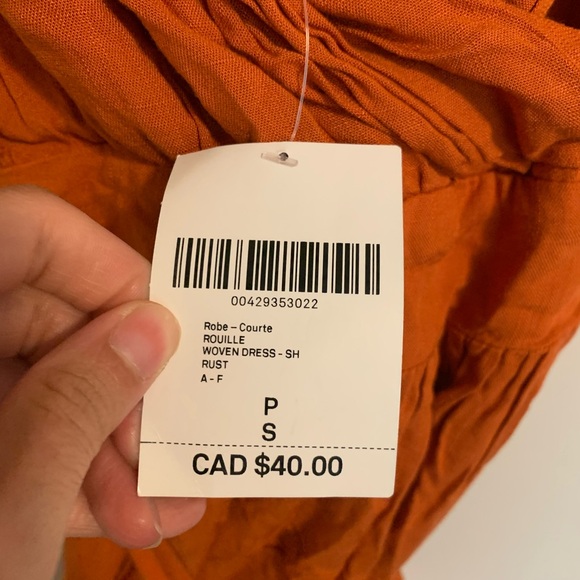 00429353022
Robe – Courte
ROUILLE
WOVEN DRESS - SH
RUST
A - F
P
S
CAD $40.00